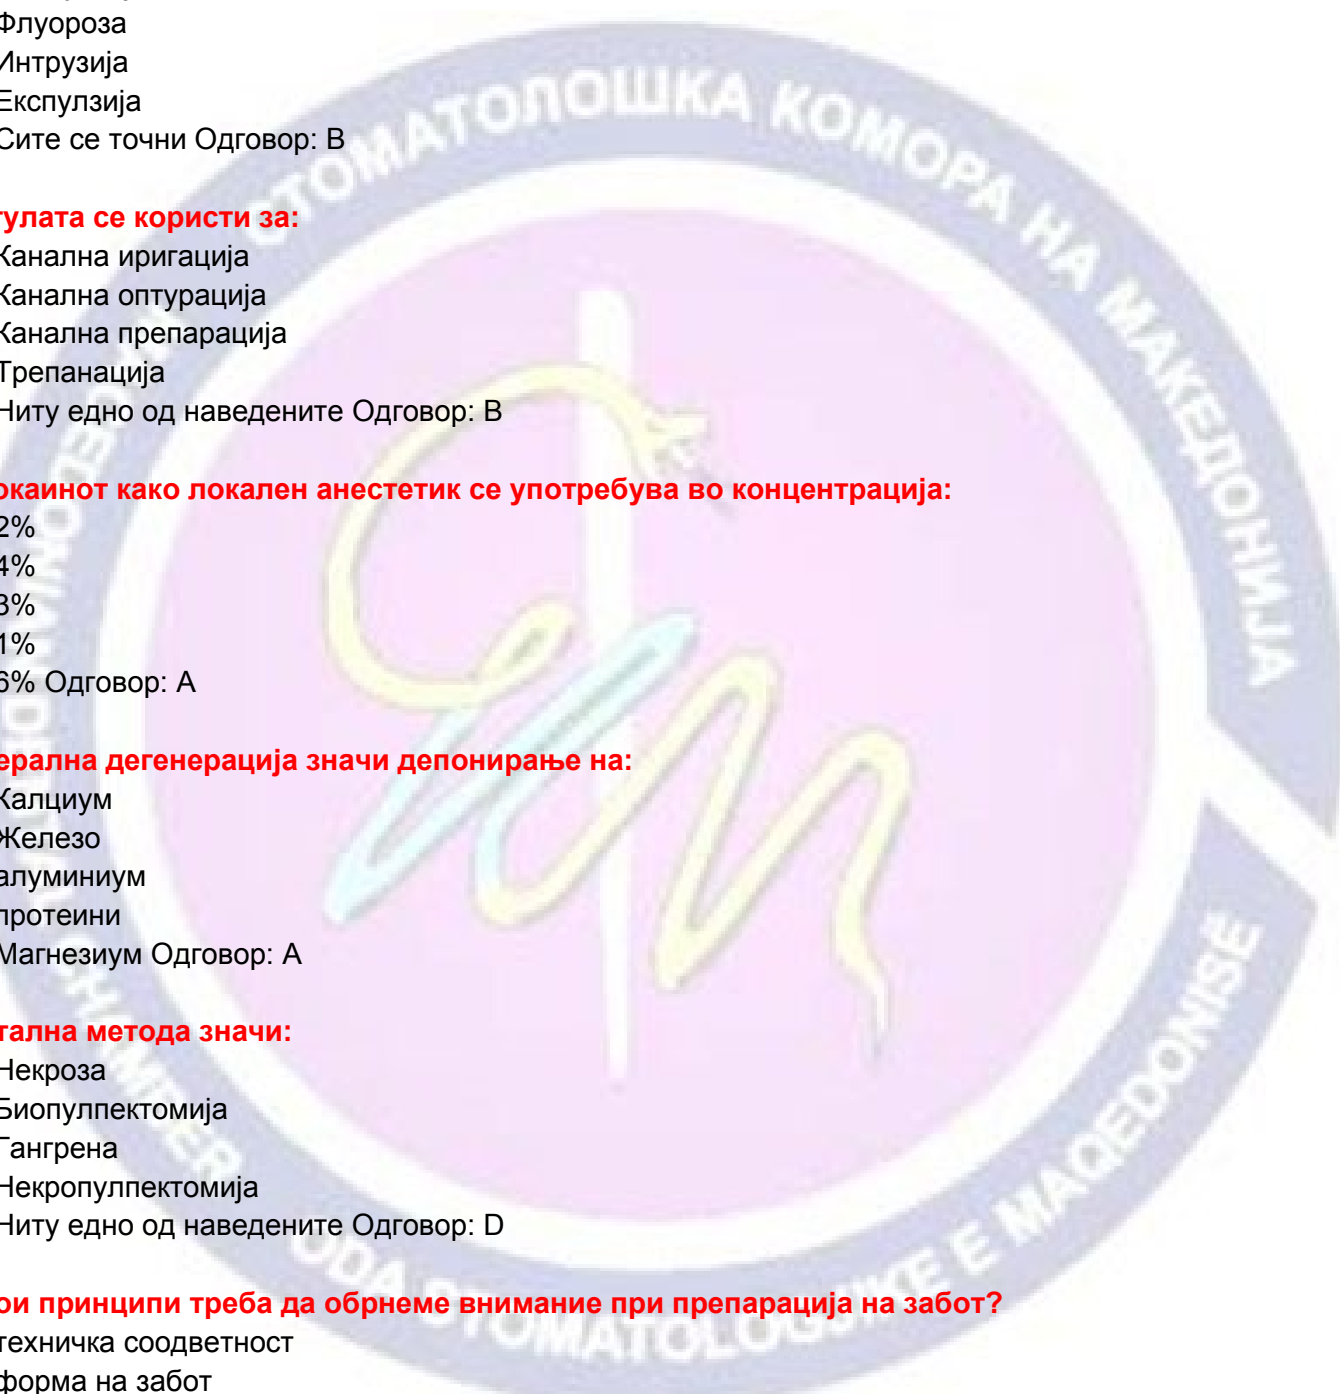 Флуороза
Интрузија
Експулзија
Сите се точни Одговор: B
гулата се користи за:
Канална иригација
Канална оптурација
Канална препарација
Трепанација
Ниту едно од наведените Одговор: B
окаинот како локален анестетик се употребува во концентрација:
2%
4%
3%
1%
6% Одговор: A
ерална дегенерација значи депонирање на:
Калциум
Железо
алуминиум
протеини
Магнезиум Одговор: A
тална метода значи:
Некроза
Биопулпектомија
Гангрена
Некропулпектомија
Ниту едно од наведените Одговор: D
ои принципи треба да обрнеме внимание при препарација на забот?
техничка соодветност
форма на забот
СТОМАТОЛОШКА КОМОРА НА МАКЕДОНИЈА
CHAMBER
ODA STOMATOLOGJIKE E MAQEDONISË